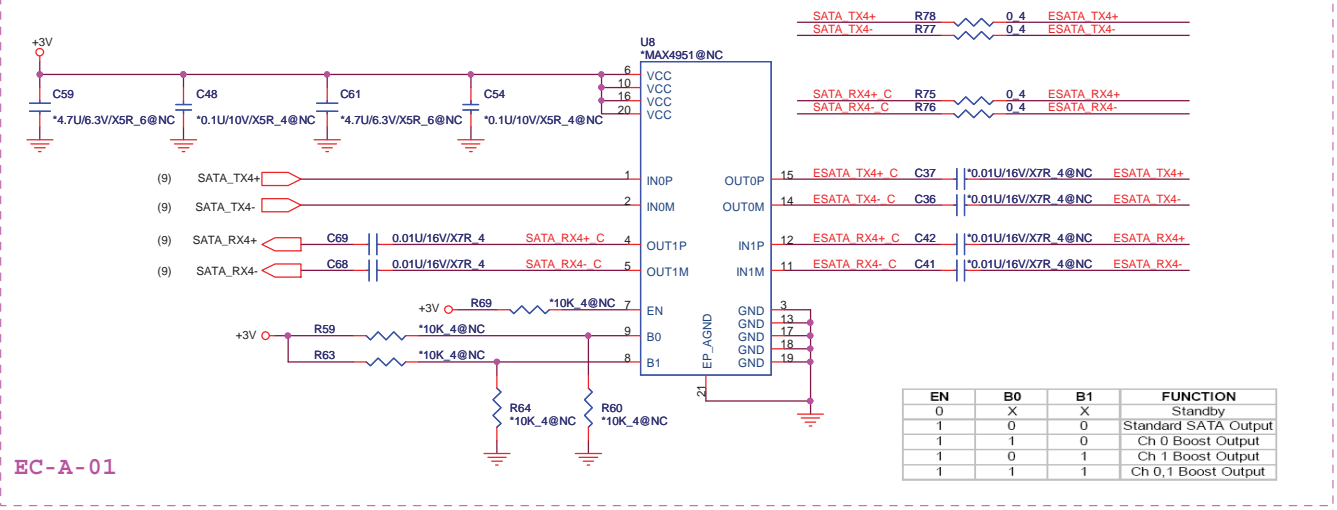 SATA_TX4+ R78 0_4 ESATA_TX4+
SATA_TX4- R77 0_4 ESATA_TX4-
+3V
U8
*MAX4951@NC
C59 C48 C61 C54
*4.7U/6.3V/X5R_6@NC *0.1U/10V/X5R_4@NC *4.7U/6.3V/X5R_6@NC *0.1U/10V/X5R_4@NC
6 VCC
10 VCC
16 VCC
20 VCC
SATA_RX4+_C R75 0_4 ESATA_RX4+
SATA_RX4-_C R76 0_4 ESATA_RX4-
(9) SATA_TX4+ 1 IN0P OUT0P 15 ESATA_TX4+_C C37 *0.01U/16V/X7R_4@NC ESATA_TX4+
(9) SATA_TX4- 2 IN0M OUT0M 14 ESATA_TX4-_C C36 *0.01U/16V/X7R_4@NC ESATA_TX4-
(9) SATA_RX4+ C69 0.01U/16V/X7R_4 SATA_RX4+_C 4 OUT1P IN1P 12 ESATA_RX4+_C C42 *0.01U/16V/X7R_4@NC ESATA_RX4+
(9) SATA_RX4- C68 0.01U/16V/X7R_4 SATA_RX4-_C 5 OUT1M IN1M 11 ESATA_RX4-_C C41 *0.01U/16V/X7R_4@NC ESATA_RX4-
+3V R69 *10K_4@NC 7 EN GND 3
GND 13
+3V R59 *10K_4@NC 9 B0 GND 17
GND 18
R63 *10K_4@NC 8 B1 GND 19
EP_AGND
21
R64 R60
*10K_4@NC *10K_4@NC
EN B0 B1 FUNCTION
0 X X Standby
1 0 0 Standard SATA Output
1 1 0 Ch 0 Boost Output
1 0 1 Ch 1 Boost Output
1 1 1 Ch 0,1 Boost Output
EC-A-01